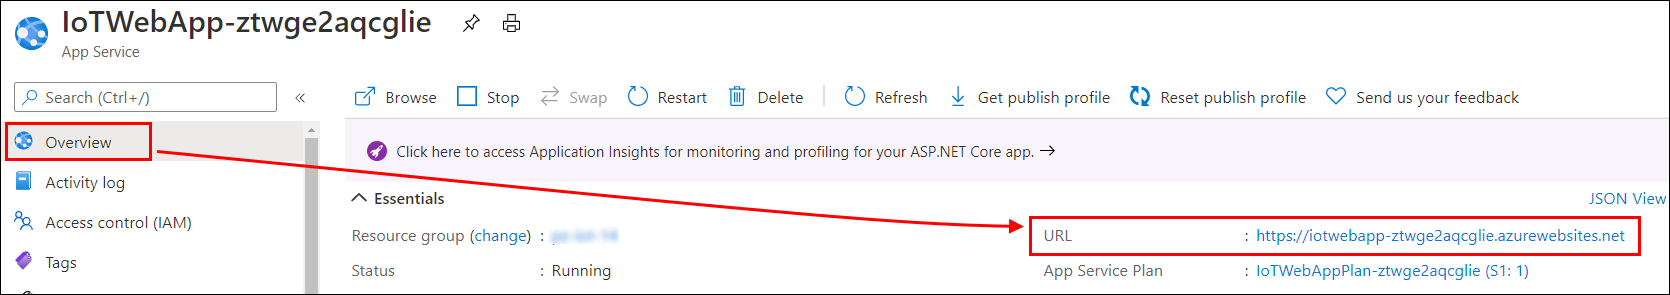 IoTWebApp-ztwge2aqcglie
App Service
Search (Ctrl+/)
Browse Stop Swap Restart Delete Refresh Get publish profile Reset publish profile Send us your feedback
Overview
Click here to access Application Insights for monitoring and profiling for your ASP.NET Core app. →
Activity log
Essentials JSON View
Access control (IAM)
Resource group (change) :
URL : https://iotwebapp-ztwge2aqcglie.azurewebsites.net
Tags
Status : Running
App Service Plan : IoTWebAppPlan-ztwge2aqcglie (S1: 1)